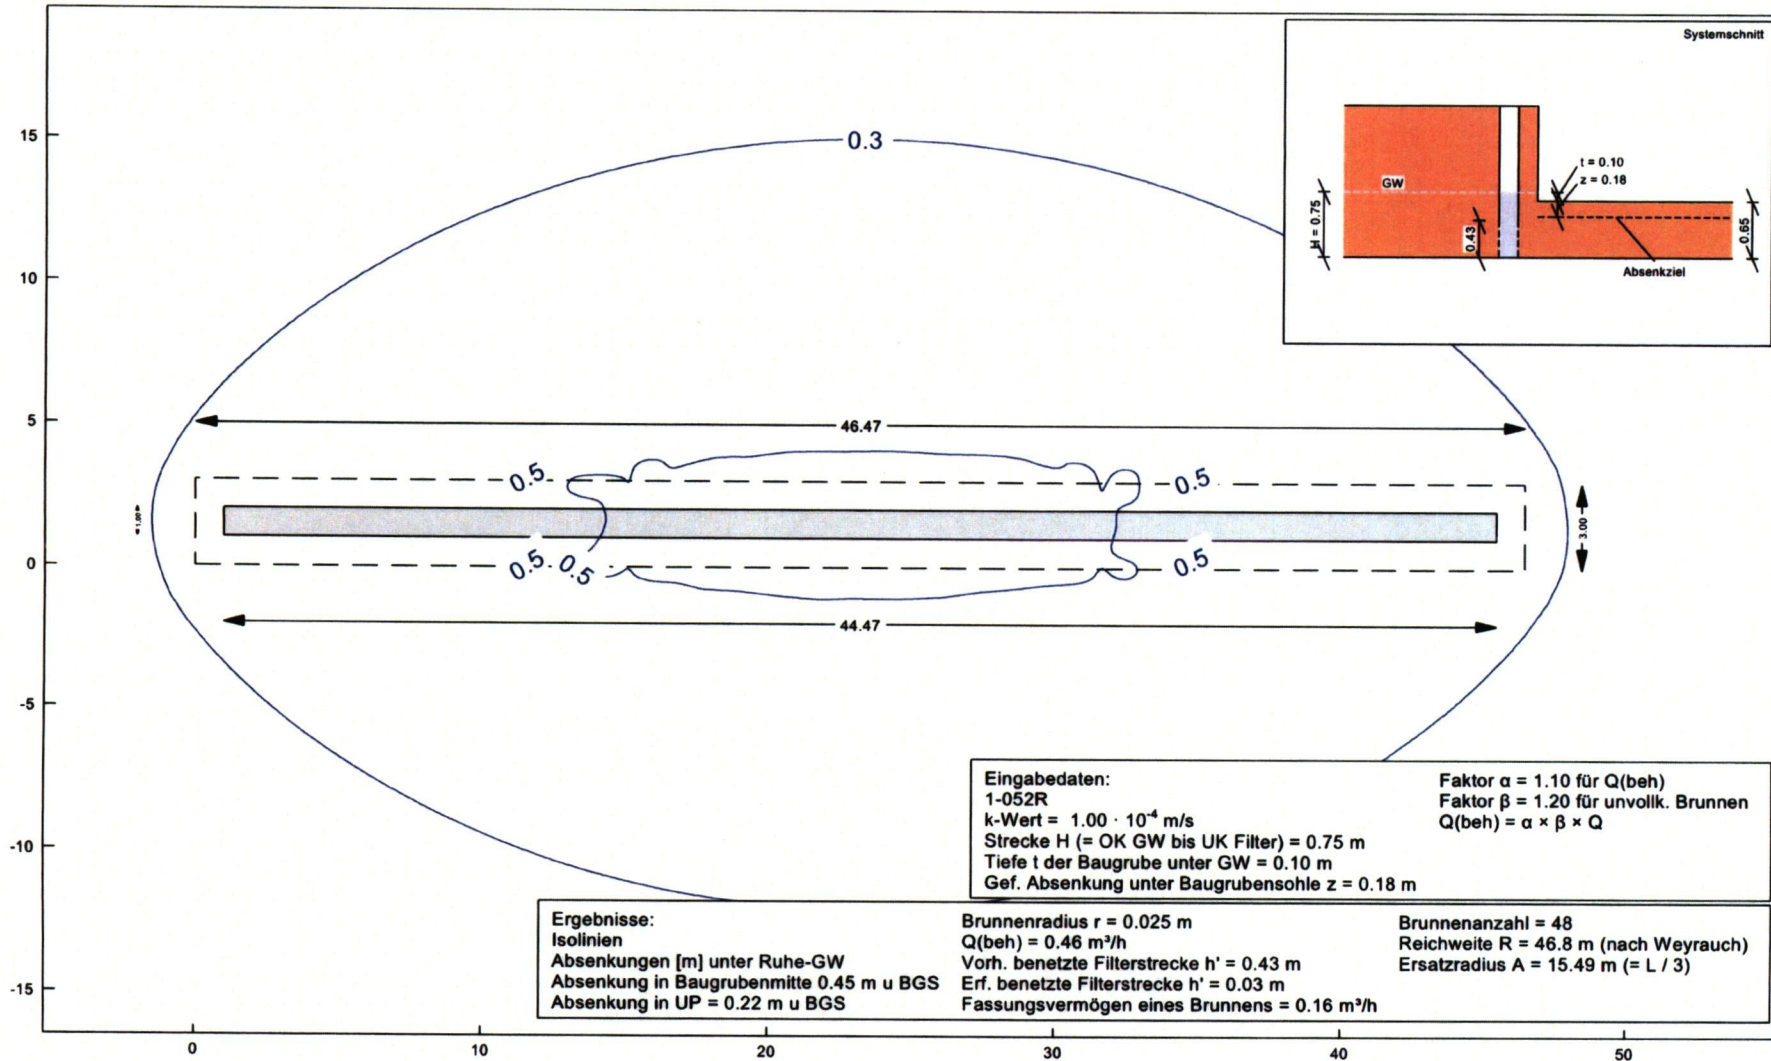 Systemschnitt
t = 0.10
z = 0.18
GW
H = 0.75
0.43
0.65
Absenkziel
15
10
5
0
-5
-10
-15
0.3
46.47
0.5
0.5
1.00
3.00
0.5
0.5
0.5
44.47
Eingabedaten:
1-052R
k-Wert = 1.00 · 10⁻⁴ m/s
Strecke H (= OK GW bis UK Filter) = 0.75 m
Tiefe t der Baugrube unter GW = 0.10 m
Gef. Absenkung unter Baugrubensohle z = 0.18 m
Faktor α = 1.10 für Q(beh)
Faktor β = 1.20 für unvollk. Brunnen
Q(beh) = α × β × Q
Ergebnisse:
Isolinien
Absenkungen [m] unter Ruhe-GW
Absenkung in Baugrubenmitte 0.45 m u BGS
Absenkung in UP = 0.22 m u BGS
Brunnenradius r = 0.025 m
Q(beh) = 0.46 m³/h
Vorh. benetzte Filterstrecke h' = 0.43 m
Erf. benetzte Filterstrecke h' = 0.03 m
Fassungsvermögen eines Brunnens = 0.16 m³/h
Brunnenanzahl = 48
Reichweite R = 46.8 m (nach Weyrauch)
Ersatzradius A = 15.49 m (= L / 3)
0
10
20
30
40
50